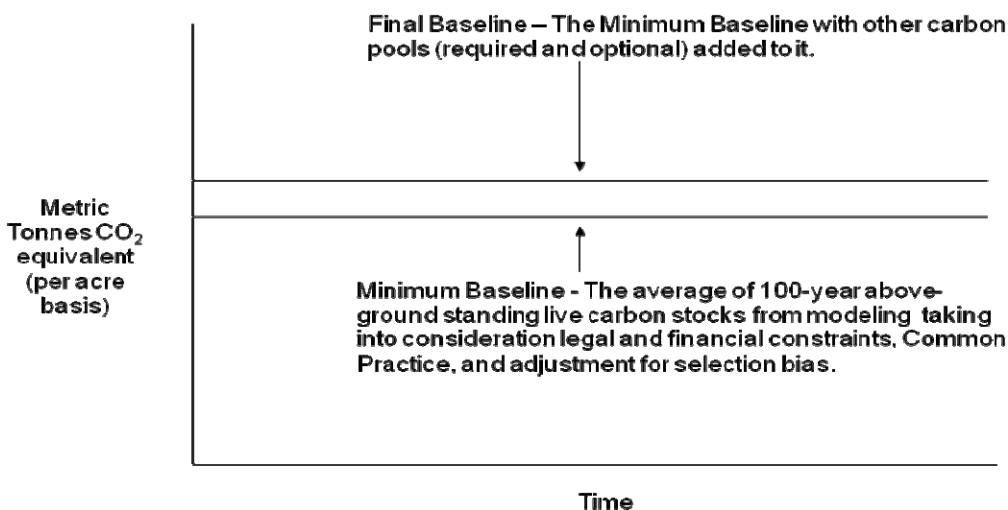 Final Baseline – The Minimum Baseline with other carbon
pools (required and optional) added to it.
Metric
Tonnes CO₂
equivalent
(per acre
basis)
Minimum Baseline - The average of 100-year above-
ground standing live carbon stocks from modeling taking
into consideration legal and financial constraints, Common
Practice, and adjustment for selection bias.
Time